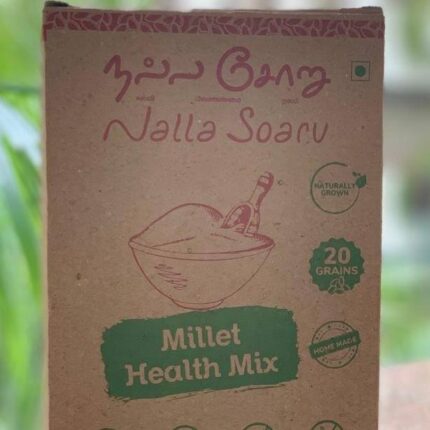 நல்ல சோறு
Nalla Soaru
NATURALLY
GROWN
20
GRAINS
HOME MADE
Millet
Health Mix